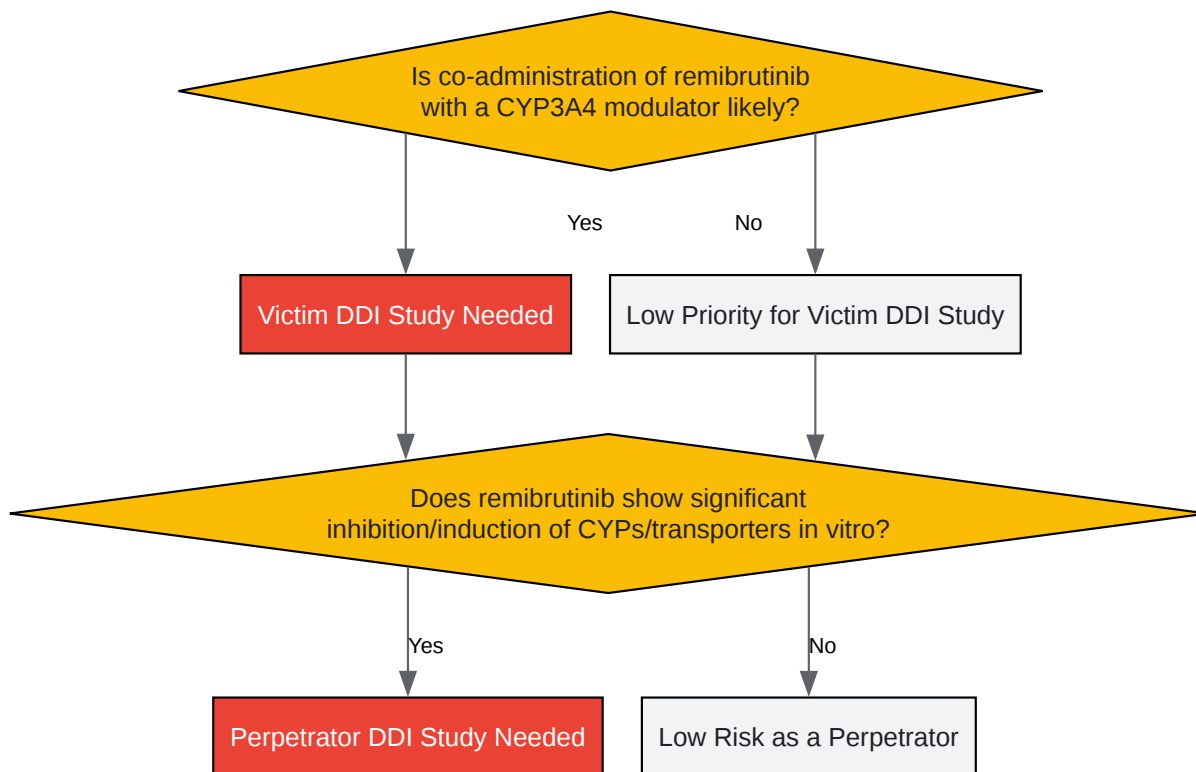 Is co-administration of remibrutinib
with a CYP3A4 modulator likely?
Yes
No
Victim DDI Study Needed
Low Priority for Victim DDI Study
Does remibrutinib show significant
inhibition/induction of CYPs/transporters in vitro?
Yes
No
Perpetrator DDI Study Needed
Low Risk as a Perpetrator